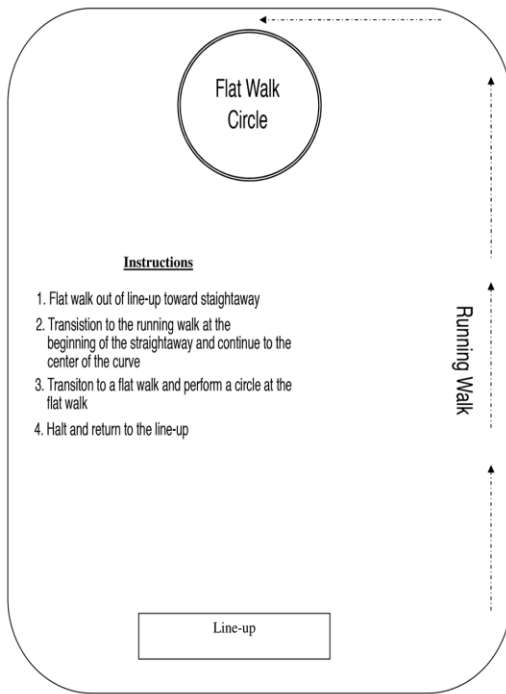 Flat Walk
Circle
Instructions
1. Flat walk out of line-up toward staightaway
2. Transistion to the running walk at the
beginning of the straightaway and continue to the
center of the curve
3. Transiton to a flat walk and perform a circle at the
flat walk
4. Halt and return to the line-up
Running Walk
Line-up